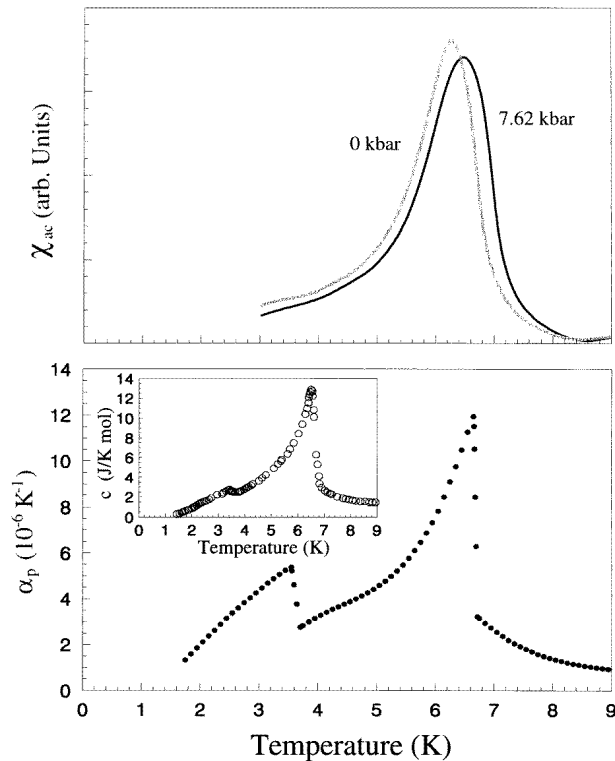 χac (arb. Units)
0 kbar
7.62 kbar
14
12
10
8
6
4
2
0
αp (10-6 K-1)
14
12
10
8
6
4
2
0
c (J/K mol)
0 1 2 3 4 5 6 7 8 9
Temperature (K)
0 1 2 3 4 5 6 7 8 9
Temperature (K)